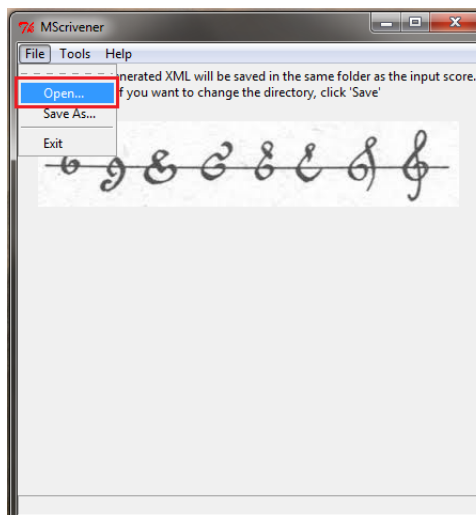 MScrivener
File Tools Help
nerated XML will be saved in the same folder as the input score.
Open...
f you want to change the directory, click 'Save'
Save As...
Exit